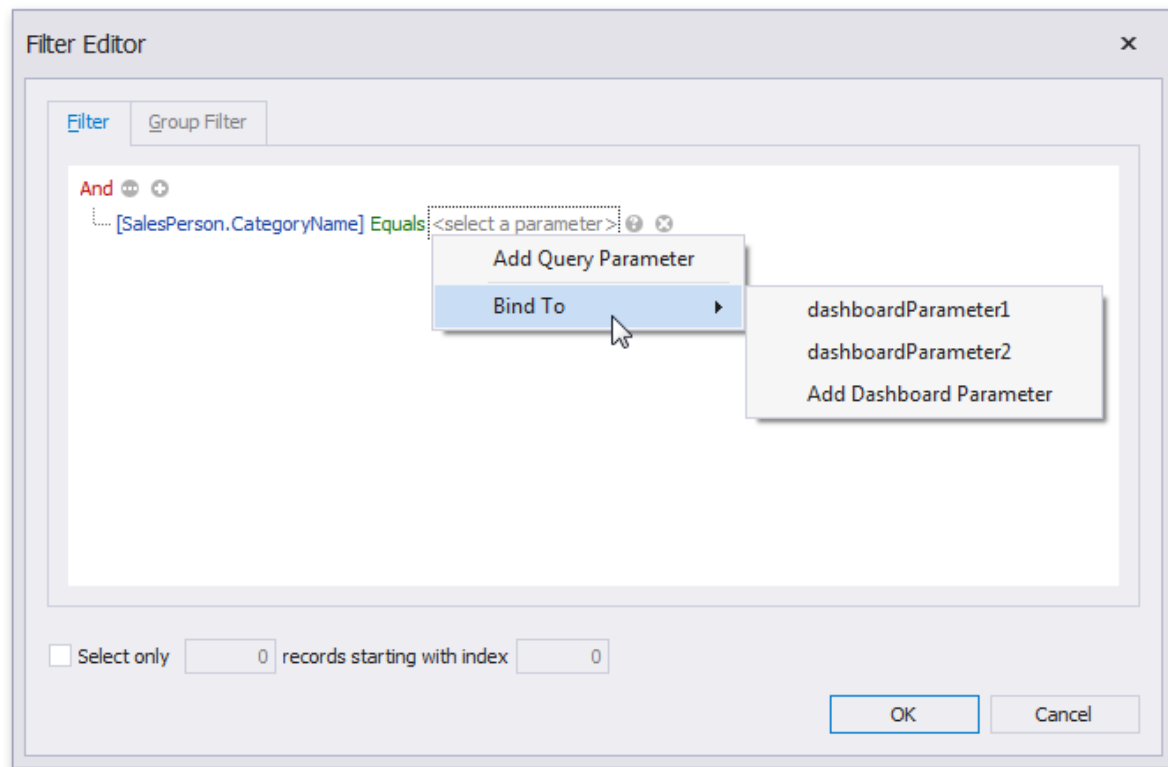 Filter Editor
Filter Group Filter
And
[SalesPerson.CategoryName] Equals <select a parameter>
Add Query Parameter
Bind To
dashboardParameter1
dashboardParameter2
Add Dashboard Parameter
Select only 0 records starting with index 0
OK Cancel